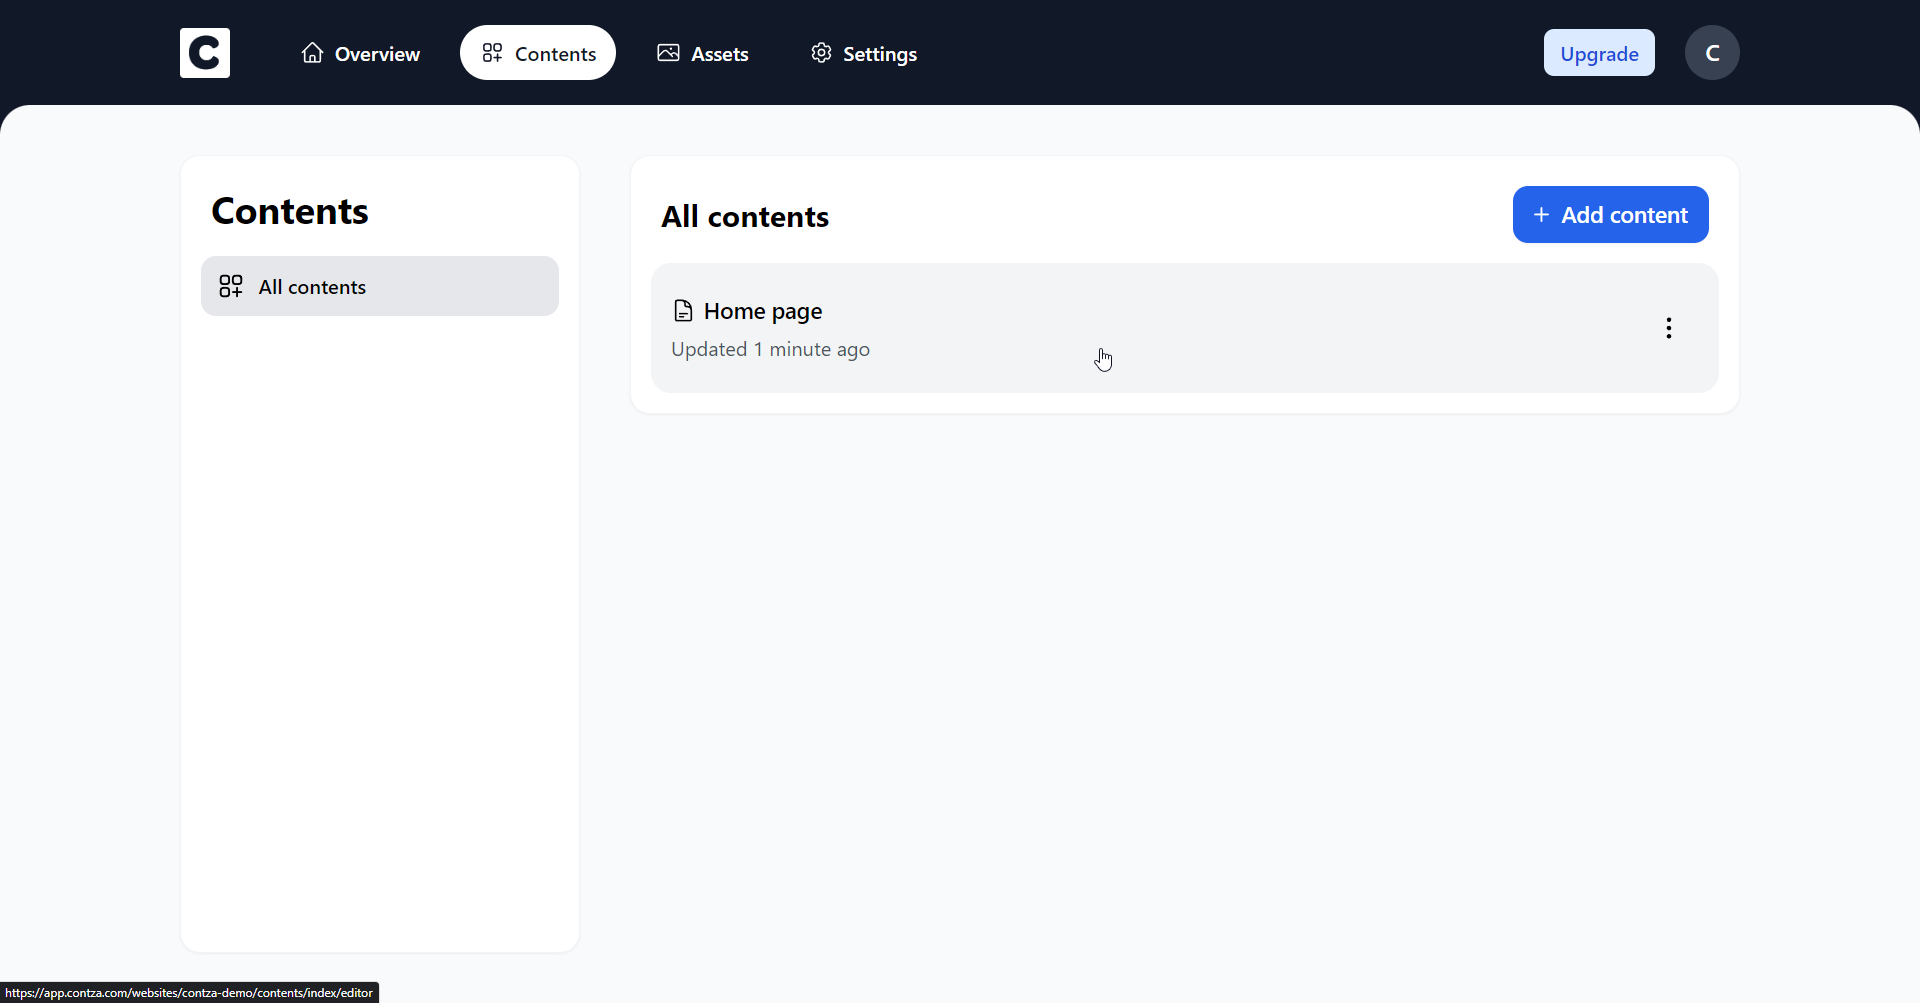 C
Overview
Contents
Assets
Settings
Upgrade
C
Contents
All contents
All contents
+ Add content
Home page
Updated 1 minute ago
https://app.contza.com/websites/contza-demo/contents/index/editor